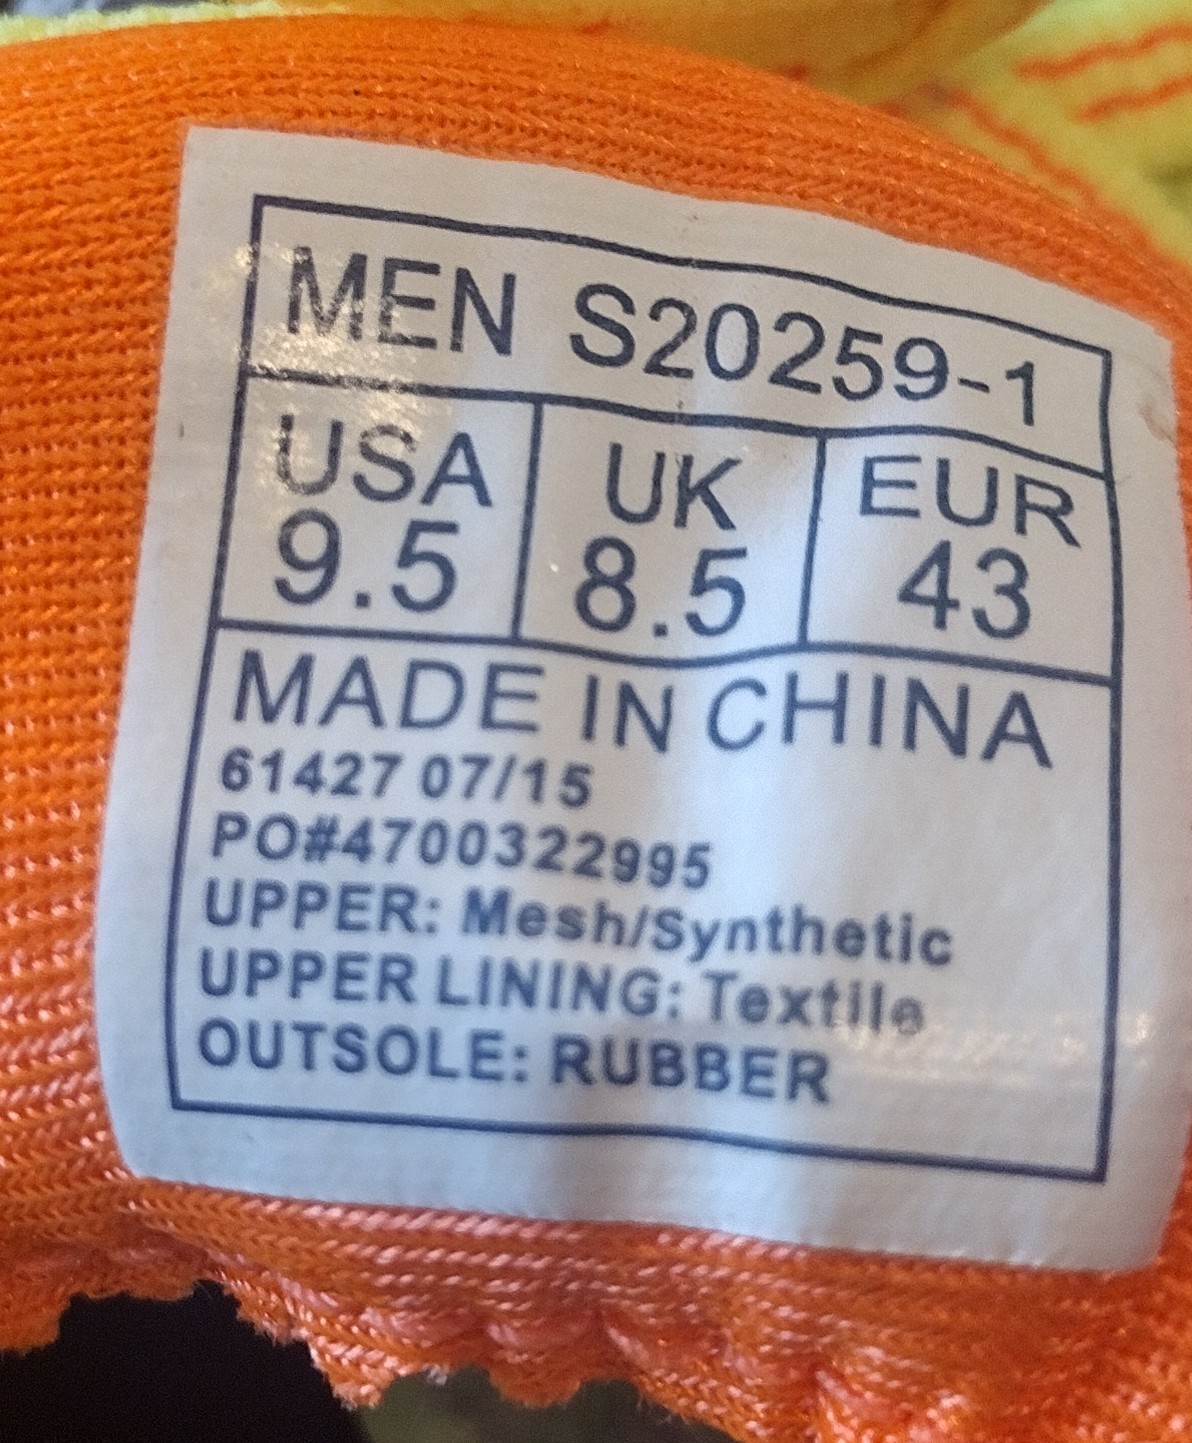 MEN S20259-1
USA UK EUR
9.5 8.5 43
MADE IN CHINA
61427 07/15
PO#4700322995
UPPER: Mesh/Synthetic
UPPER LINING: Textile
OUTSOLE: RUBBER